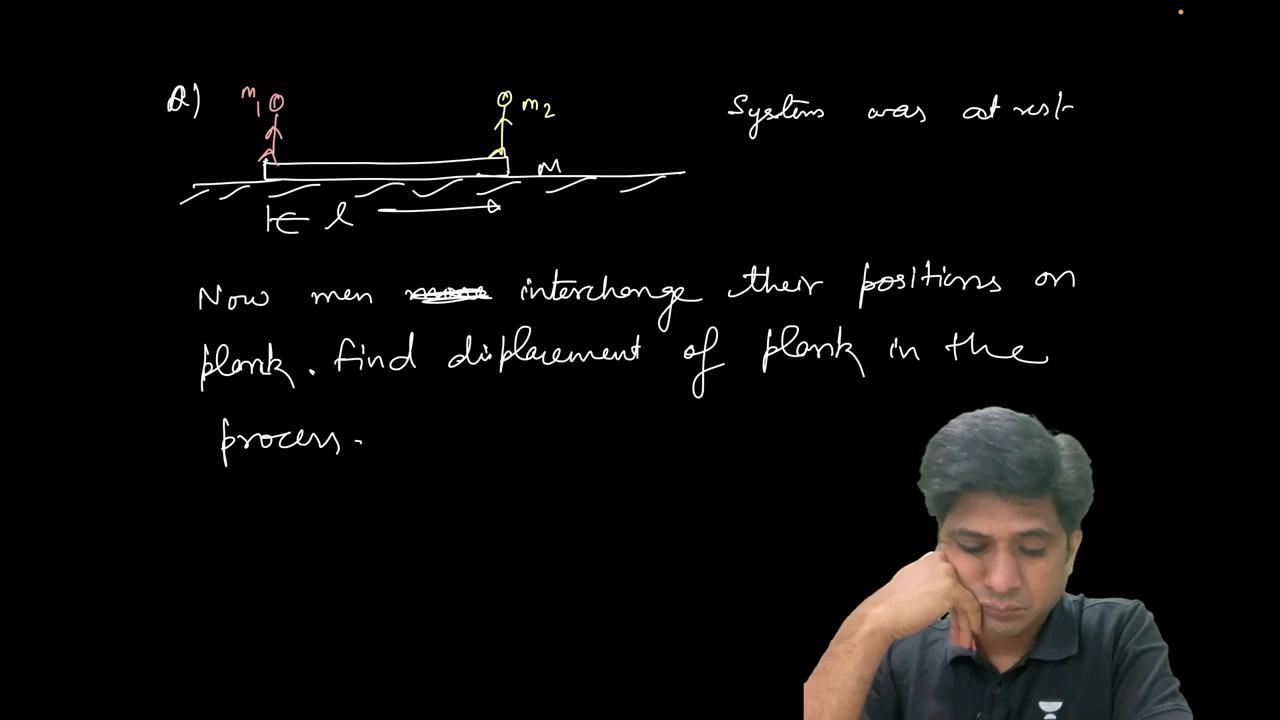 Q)
m1
m2
System was at rest
M
l
Now men interchange their positions on
plank. find displacement of plank in the
process.